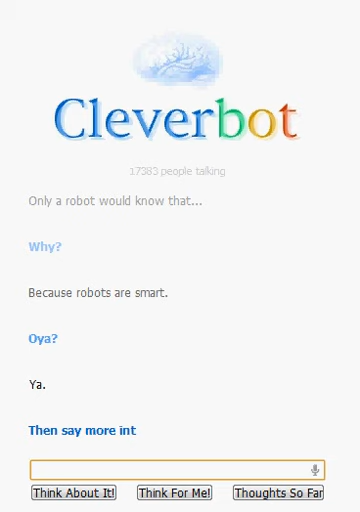 Cleverbot
17383 people talking
Only a robot would know that...
Why?
Because robots are smart.
Oya?
Ya.
Then say more int
Think About It! Think For Me! Thoughts So Far